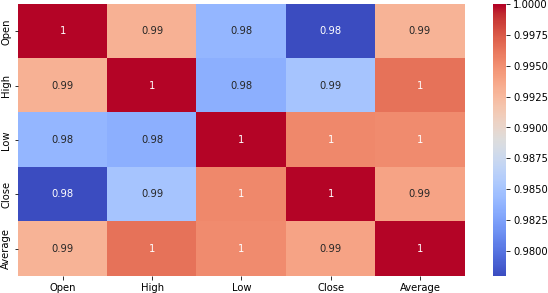 Open 1 0.99 0.98 0.98 0.99
High 0.99 1 0.98 0.99 1
Low 0.98 0.98 1 1 1
Close 0.98 0.99 1 1 0.99
Average 0.99 1 1 0.99 1
Open High Low Close Average
1.0000
0.9975
0.9950
0.9925
0.9900
0.9875
0.9850
0.9825
0.9800